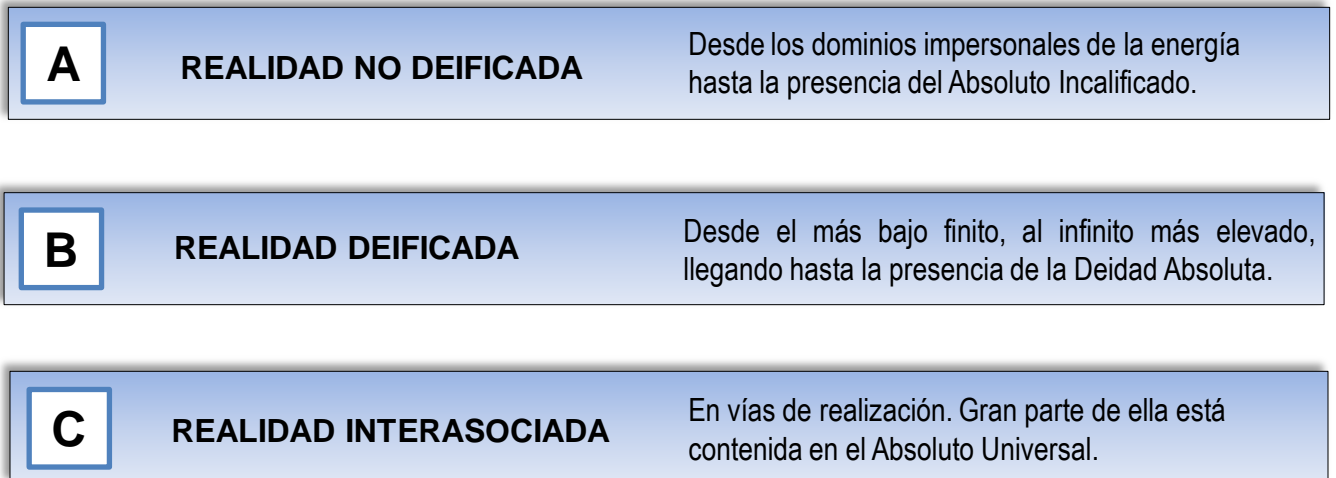 A
REALIDAD NO DEIFICADA
Desde los dominios impersonales de la energía
hasta la presencia del Absoluto Incalificado.
B
REALIDAD DEIFICADA
Desde el más bajo finito, al infinito más elevado,
llegando hasta la presencia de la Deidad Absoluta.
C
REALIDAD INTERASOCIADA
En vías de realización. Gran parte de ella está
contenida en el Absoluto Universal.